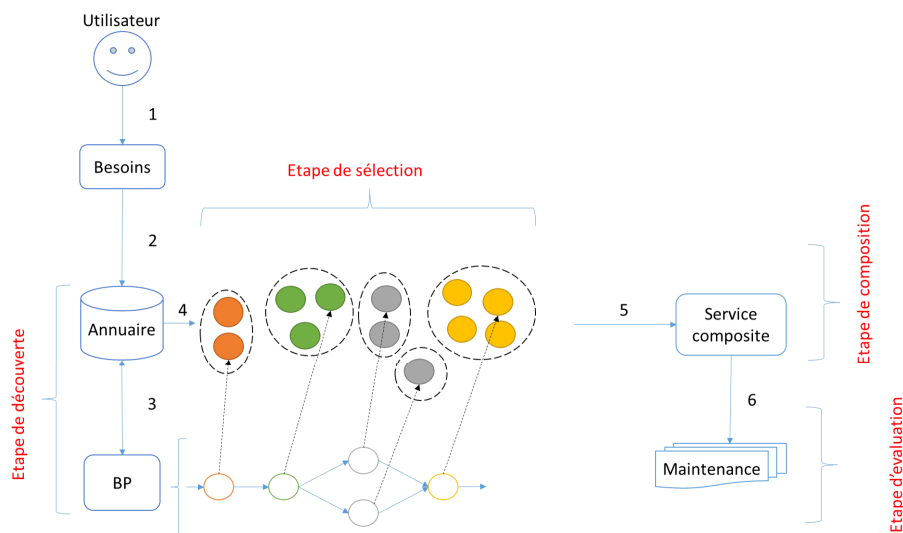 Utilisateur
1
Besoins
Etape de sélection
2
Etape de découverte
Annuaire
4
5
Service
composite
Etape de composition
3
6
BP
Maintenance
Etape d'evaluation